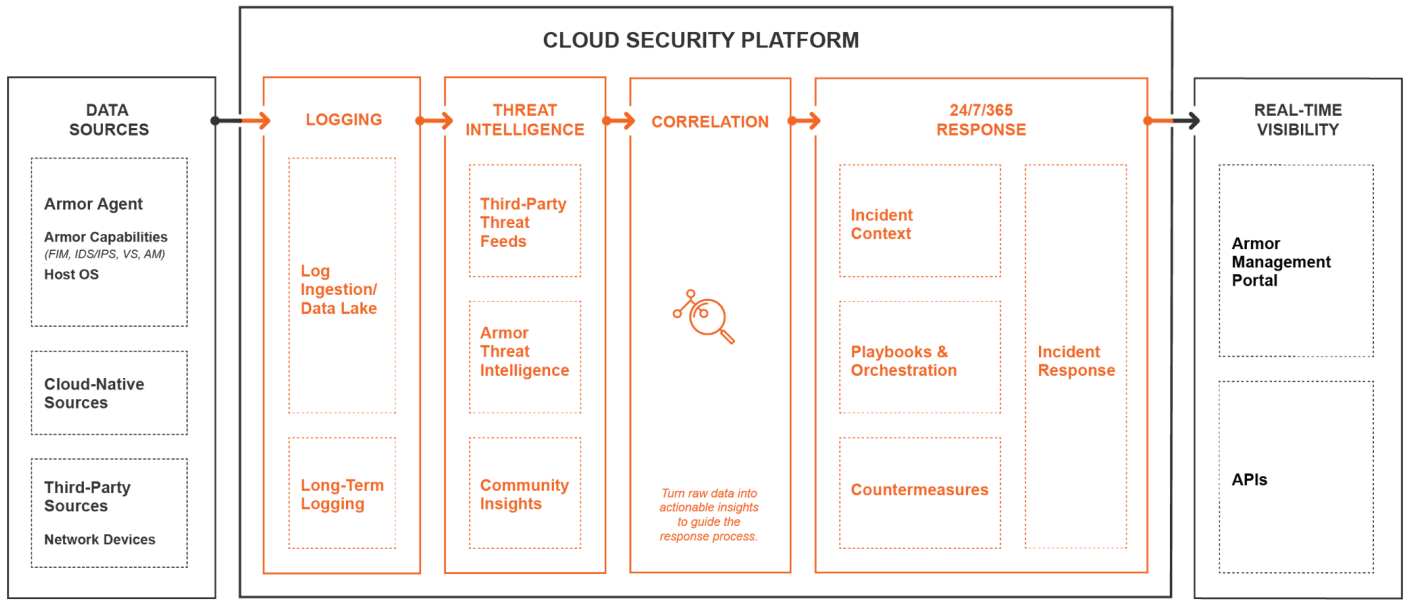 CLOUD SECURITY PLATFORM
DATA
SOURCES
Armor Agent
Armor Capabilities
(FIM, IDS/IPS, VS, AM)
Host OS
Cloud-Native
Sources
Third-Party
Sources
Network Devices
LOGGING
Log
Ingestion/
Data Lake
Long-Term
Logging
THREAT
INTELLIGENCE
Third-Party
Threat
Feeds
Armor
Threat
Intelligence
Community
Insights
CORRELATION
Turn raw data into
actionable insights
to guide the
response process.
24/7/365
RESPONSE
Incident
Context
Playbooks &
Orchestration
Countermeasures
Incident
Response
REAL-TIME
VISIBILITY
Armor
Management
Portal
APIs